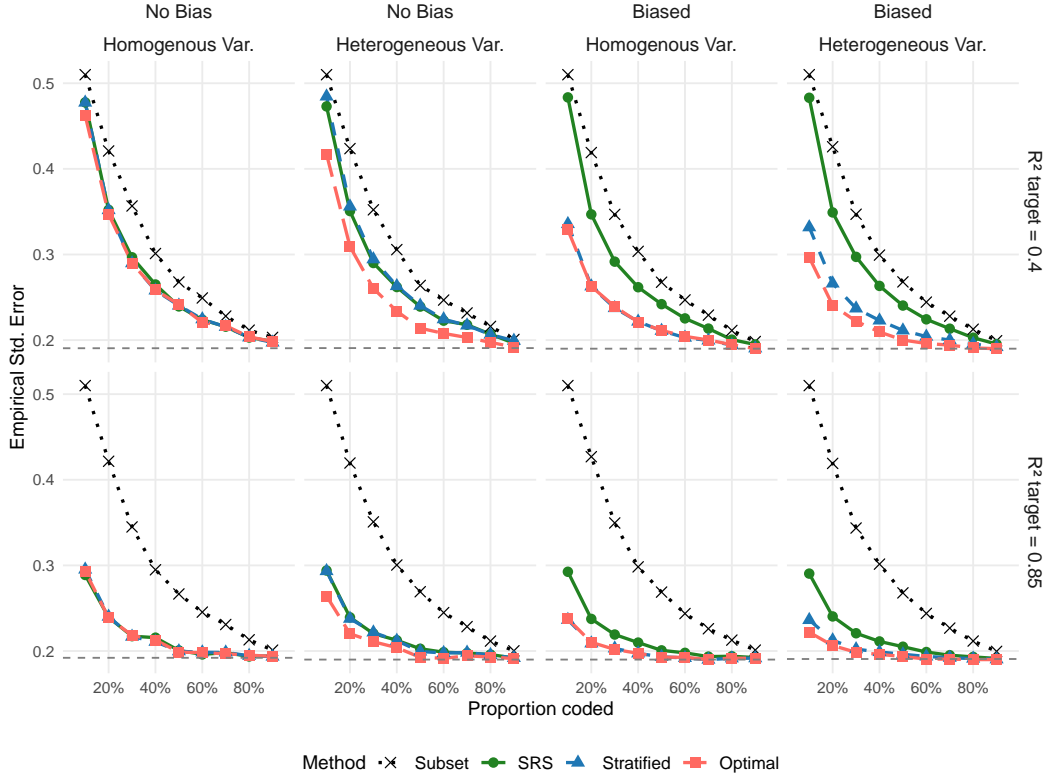 No Bias No Bias Biased Biased
Homogenous Var. Heterogeneous Var. Homogenous Var. Heterogeneous Var.
0.5
0.4
0.3
0.2
R² target = 0.4
Empirical Std. Error
0.5
0.4
0.3
0.2
R² target = 0.85
20% 40% 60% 80% 20% 40% 60% 80% 20% 40% 60% 80% 20% 40% 60% 80%
Proportion coded
Method Subset SRS Stratified Optimal